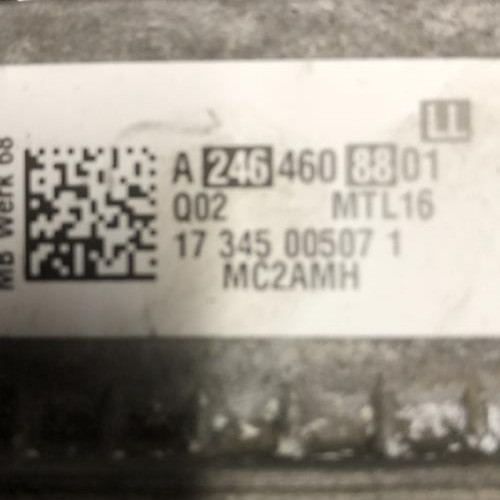 LL
A 246 460 88 01
Q02 MTL16
17 345 00507 1
MC2AMH
MB Werk 68